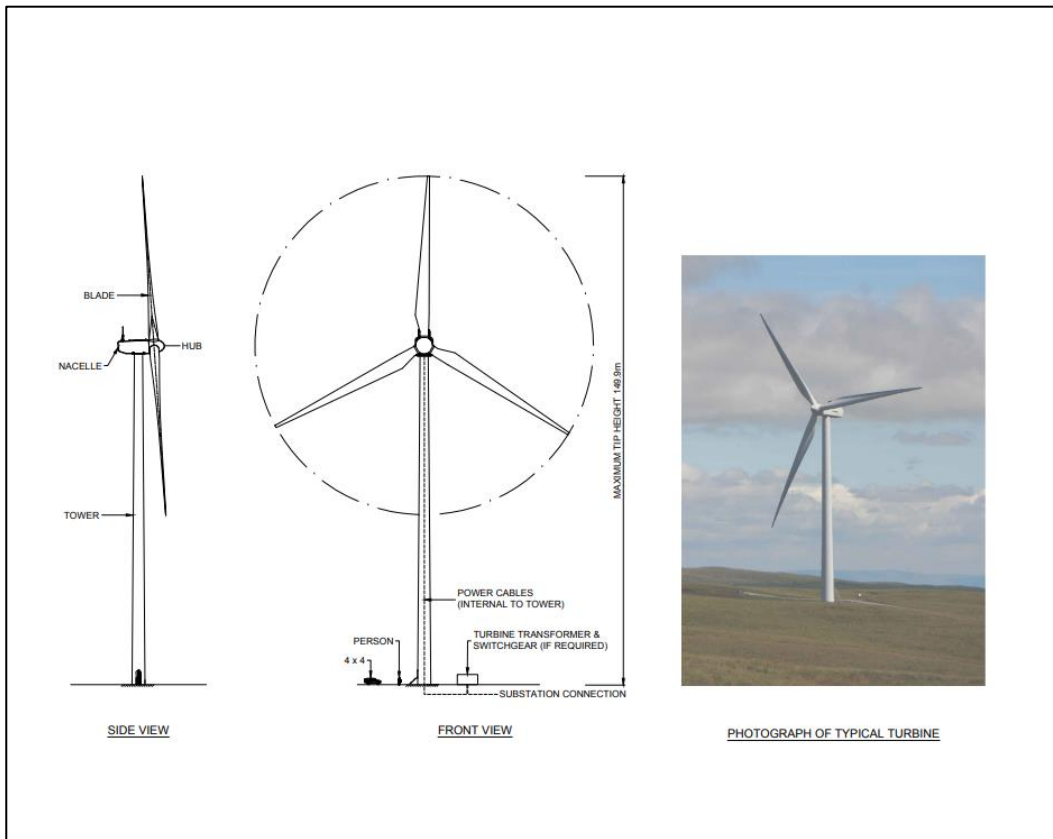 BLADE
HUB
NACELLE
TOWER
SIDE VIEW
MAXIMUM TIP HEIGHT 149.9m
POWER CABLES
(INTERNAL TO TOWER)
PERSON
4 x 4
TURBINE TRANSFORMER &
SWITCHGEAR (IF REQUIRED)
SUBSTATION CONNECTION
FRONT VIEW
PHOTOGRAPH OF TYPICAL TURBINE